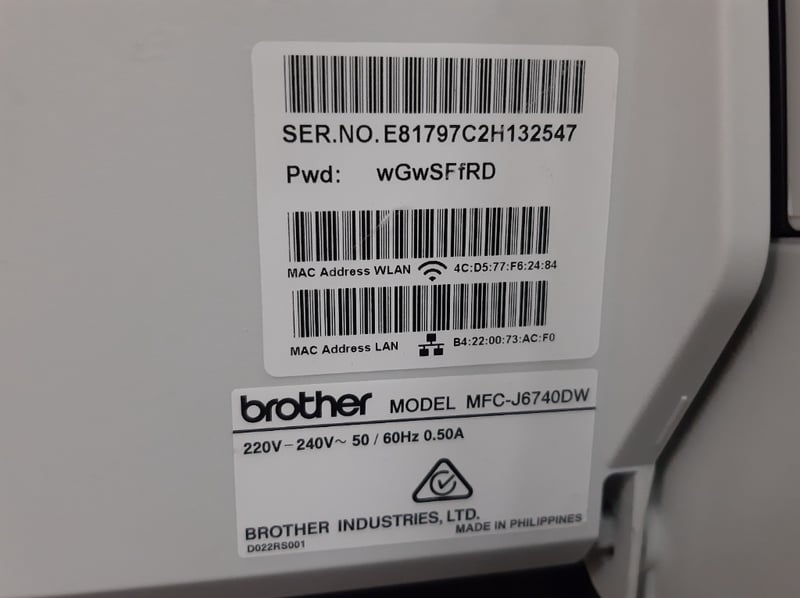 SER.NO.E81797C2H132547
Pwd: wGwSFfRD
MAC Address WLAN 4C:D5:77:F6:24:84
MAC Address LAN B4:22:00:73:AC:F0
brother MODEL MFC-J6740DW
220V－240V～ 50 / 60Hz 0.50A
BROTHER INDUSTRIES, LTD.
MADE IN PHILIPPINES
D022RS001